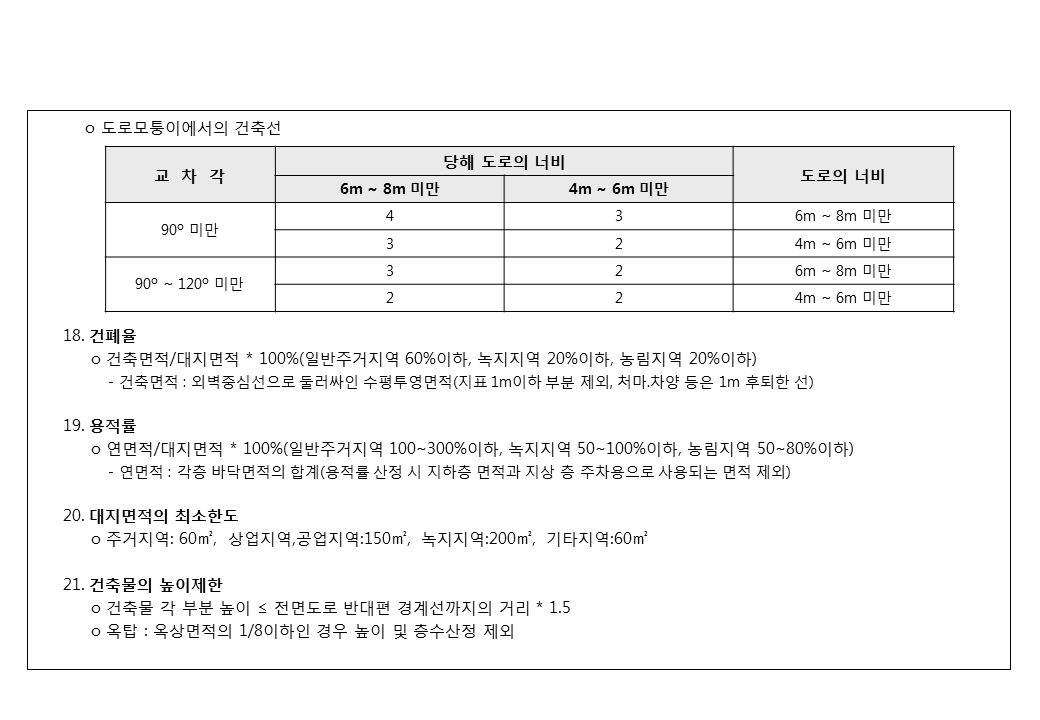 ㅇ 도로모퉁이에서의 건축선
교 차 각 당해 도로의 너비 도로의 너비
6m ~ 8m 미만 4m ~ 6m 미만
90º 미만 4 3 6m ~ 8m 미만
3 2 4m ~ 6m 미만
90º ~ 120º 미만 3 2 6m ~ 8m 미만
2 2 4m ~ 6m 미만
18. 건폐율
ㅇ 건축면적/대지면적 * 100%(일반주거지역 60%이하, 녹지지역 20%이하, 농림지역 20%이하)
- 건축면적 : 외벽중심선으로 둘러싸인 수평투영면적(지표 1m이하 부분 제외, 처마.차양 등은 1m 후퇴한 선)
19. 용적률
ㅇ 연면적/대지면적 * 100%(일반주거지역 100~300%이하, 녹지지역 50~100%이하, 농림지역 50~80%이하)
- 연면적 : 각층 바닥면적의 합계(용적률 산정 시 지하층 면적과 지상 층 주차용으로 사용되는 면적 제외)
20. 대지면적의 최소한도
ㅇ 주거지역: 60㎡, 상업지역,공업지역:150㎡, 녹지지역:200㎡, 기타지역:60㎡
21. 건축물의 높이제한
ㅇ 건축물 각 부분 높이 ≤ 전면도로 반대편 경계선까지의 거리 * 1.5
ㅇ 옥탑 : 옥상면적의 1/8이하인 경우 높이 및 층수산정 제외